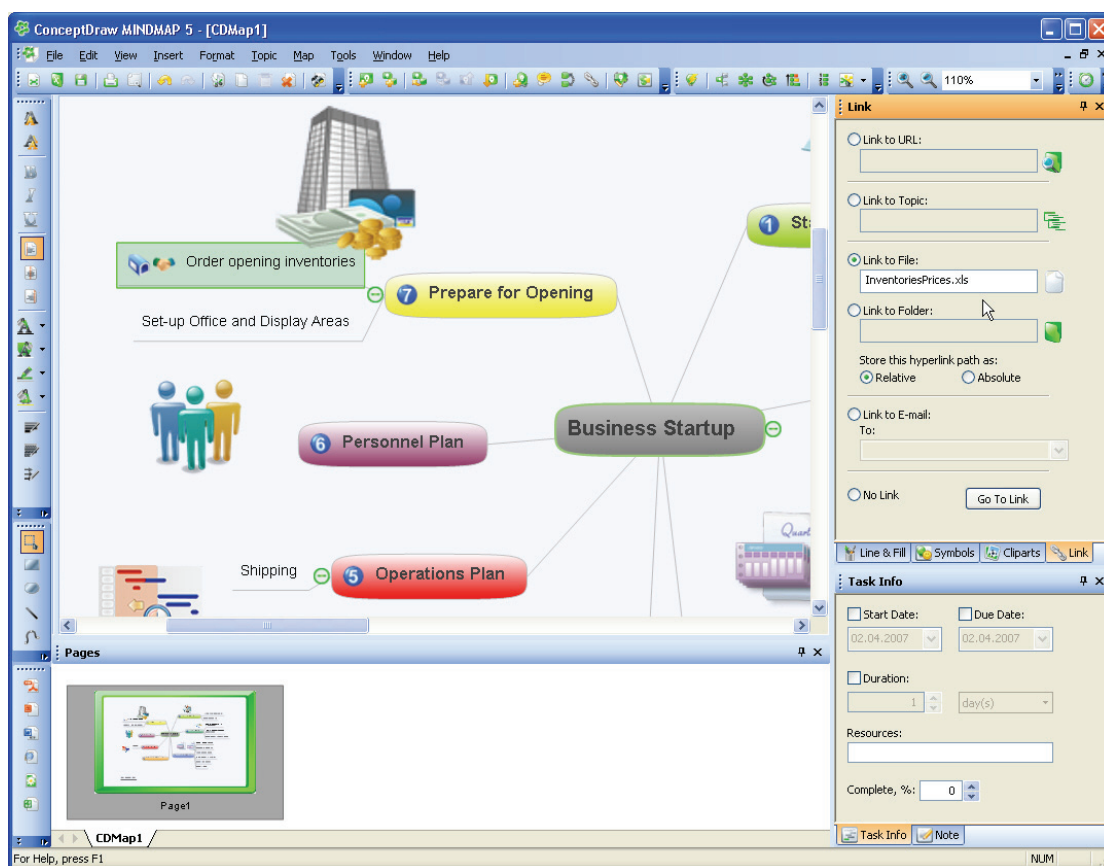 ConceptDraw MINDMAP 5 - [CDMap1]
File Edit View Insert Format Topic Map Tools Window Help
110%
Link
Link to URL:
Link to Topic:
Link to File:
InventoriesPrices.xls
Link to Folder:
Store this hyperlink path as:
Relative Absolute
Link to E-mail:
To:
No Link Go To Link
Line & Fill Symbols Cliparts Link
1 Sta
Order opening inventories
7 Prepare for Opening
Set-up Office and Display Areas
6 Personnel Plan
Business Startup
Shipping
5 Operations Plan
Task Info
Start Date: Due Date:
02.04.2007 02.04.2007
Duration:
1 day(s)
Resources:
Complete, %: 0
Task Info Note
Pages
Page1
CDMap1
For Help, press F1
NUM